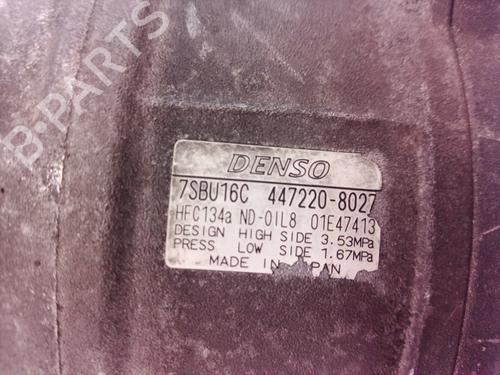 B-PARTS
DENSO
7SBU16C 447220-8027
HFC134a ND-OIL8 01E47413
DESIGN HIGH SIDE 3.53MPa
PRESS LOW SIDE 1.67MPa
MADE IN JAPAN